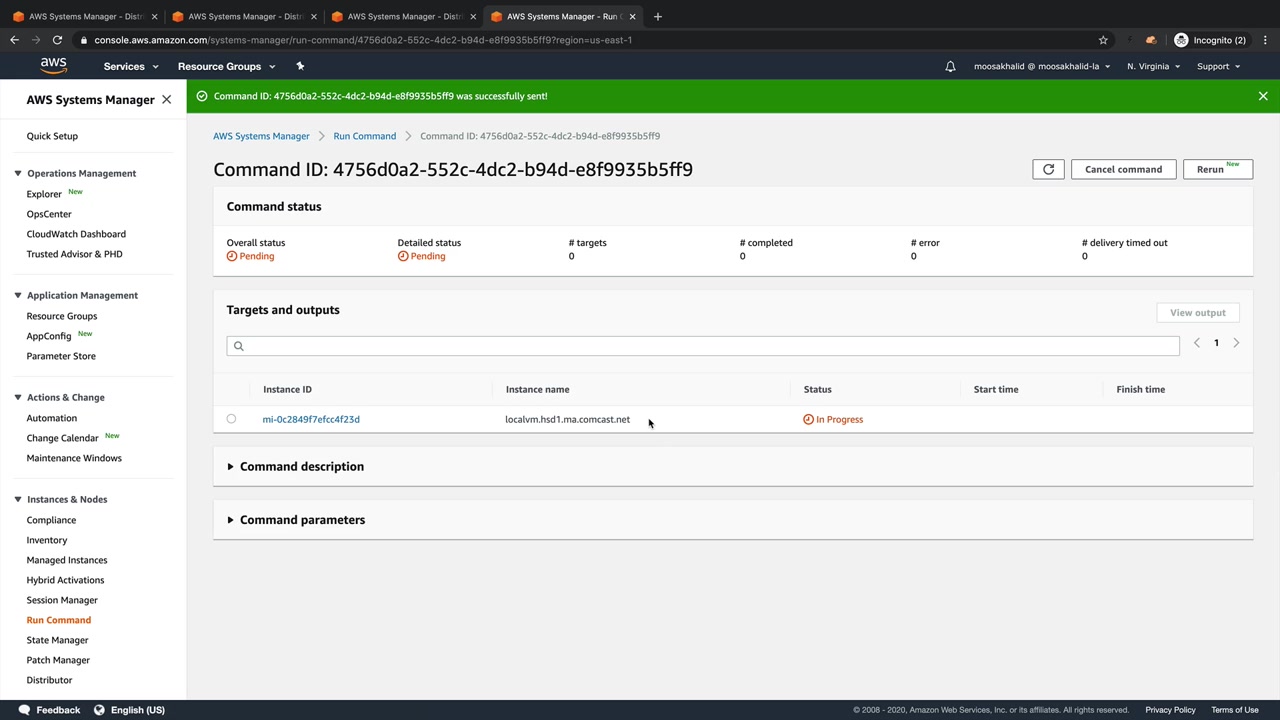 AWS Systems Manager - Distri
AWS Systems Manager - Distri
AWS Systems Manager - Distri
AWS Systems Manager - Run C
console.aws.amazon.com/systems-manager/run-command/4756d0a2-552c-4dc2-b94d-e8f9935b5ff9?region=us-east-1
Incognito (2)
aws
Services
Resource Groups
moosakhalid @ moosakhalid-la
N. Virginia
Support
AWS Systems Manager
Command ID: 4756d0a2-552c-4dc2-b94d-e8f9935b5ff9 was successfully sent!
Quick Setup
Operations Management
Explorer New
OpsCenter
CloudWatch Dashboard
Trusted Advisor & PHD
Application Management
Resource Groups
AppConfig New
Parameter Store
Actions & Change
Automation
Change Calendar New
Maintenance Windows
Instances & Nodes
Compliance
Inventory
Managed Instances
Hybrid Activations
Session Manager
Run Command
State Manager
Patch Manager
Distributor
AWS Systems Manager > Run Command > Command ID: 4756d0a2-552c-4dc2-b94d-e8f9935b5ff9
Command ID: 4756d0a2-552c-4dc2-b94d-e8f9935b5ff9
Cancel command
Rerun New
Command status
Overall status
Detailed status
# targets
# completed
# error
# delivery timed out
Pending
Pending
0
0
0
0
Targets and outputs
View output
1
Instance ID
Instance name
Status
Start time
Finish time
mi-0c2849f7efcc4f23d
localvm.hsd1.ma.comcast.net
In Progress
Command description
Command parameters
Feedback
English (US)
© 2008 - 2020, Amazon Web Services, Inc. or its affiliates. All rights reserved.
Privacy Policy
Terms of Use